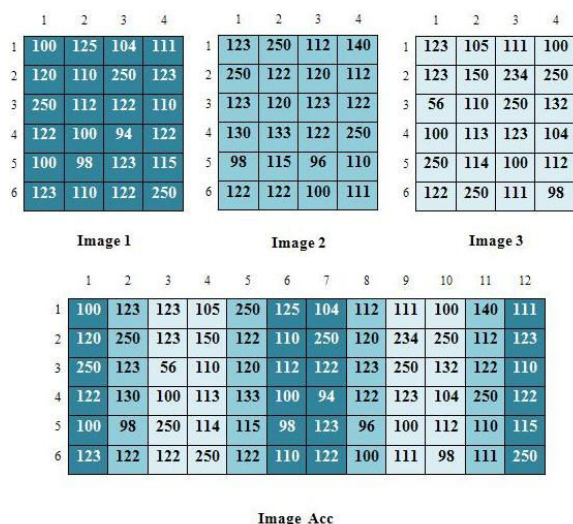 1 2 3 4
1 100 125 104 111
2 120 110 250 123
3 250 112 122 110
4 122 100 94 122
5 100 98 123 115
6 123 110 122 250
Image 1
1 2 3 4
1 123 250 112 140
2 250 122 120 112
3 123 120 123 122
4 130 133 122 250
5 98 115 96 110
6 122 122 100 111
Image 2
1 2 3 4
1 123 105 111 100
2 123 150 234 250
3 56 110 250 132
4 100 113 123 104
5 250 114 100 112
6 122 250 111 98
Image 3
1 2 3 4 5 6 7 8 9 10 11 12
1 100 123 123 105 250 125 104 112 111 100 140 111
2 120 250 123 150 122 110 250 120 234 250 112 123
3 250 123 56 110 120 112 122 123 250 132 122 110
4 122 130 100 113 133 100 94 122 123 104 250 122
5 100 98 250 114 115 98 123 96 100 112 110 115
6 123 122 122 250 122 110 122 100 111 98 111 250
Image Acc